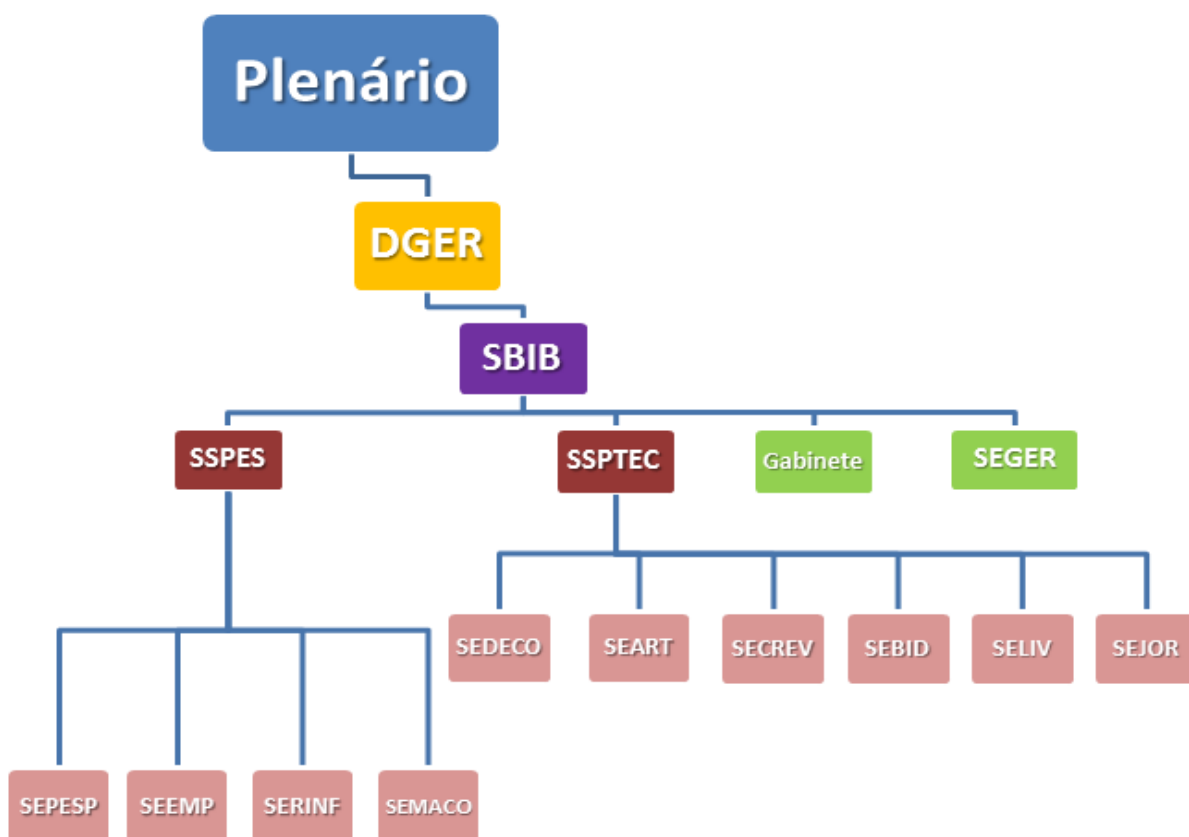 Plenário
DGER
SBIB
SSPES
SSPTEC
Gabinete
SEGER
SEDECO
SEART
SECREV
SEBID
SELIV
SEJOR
SEPESP
SEEMP
SERINF
SEMACO